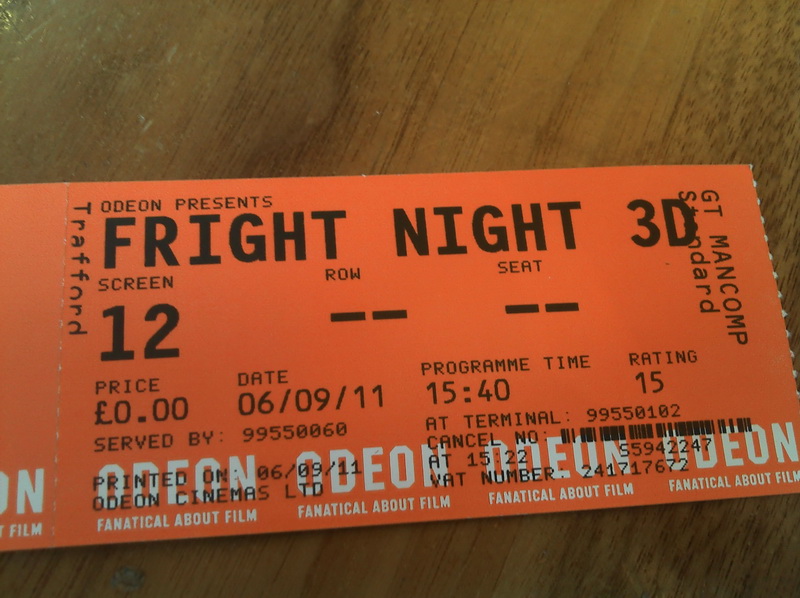 Trafford
ODEON PRESENTS
FRIGHT NIGHT 3D
SCREEN ROW SEAT
12 -- --
PRICE DATE PROGRAMME TIME RATING
£0.00 06/09/11 15:40 15
SERVED BY: 99550060 AT TERMINAL: 99550102
CANCEL NO:
55942247
PRINTED ON: 06/09/11 AT 15:22
ODEON CINEMAS LTD VAT NUMBER: 241717672
GT MANCOMP
Standard
ON ODEON ODEON ODEON ODEON
T FILM FANATICAL ABOUT FILM FANATICAL ABOUT FILM FANATICAL ABOUT FILM FANATICAL ABOUT FILM